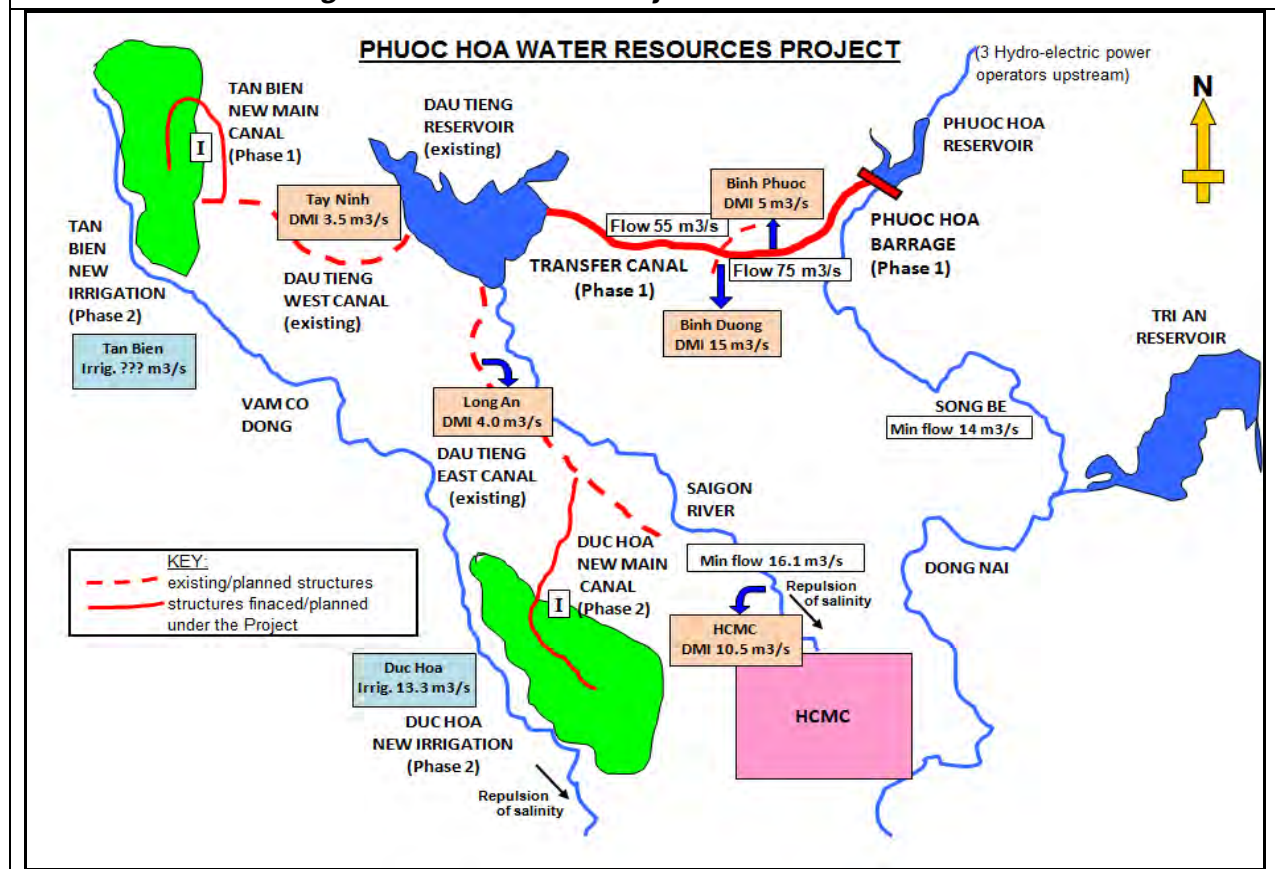 PHUOC HOA WATER RESOURCES PROJECT
(3 Hydro-electric power
operators upstream)
N
TAN BIEN
NEW MAIN
CANAL
(Phase 1)
I
DAU TIENG
RESERVOIR
(existing)
PHUOC HOA
RESERVOIR
Tay Ninh
DMI 3.5 m3/s
Binh Phuoc
DMI 5 m3/s
Flow 55 m3/s
PHUOC HOA
BARRAGE
(Phase 1)
TAN
BIEN
NEW
IRRIGATION
(Phase 2)
DAU TIENG
WEST CANAL
(existing)
TRANSFER CANAL
(Phase 1)
Flow 75 m3/s
Binh Duong
DMI 15 m3/s
TRI AN
RESERVOIR
Tan Bien
Irrig. ??? m3/s
VAM CO
DONG
Long An
DMI 4.0 m3/s
SONG BE
Min flow 14 m3/s
DAU TIENG
EAST CANAL
(existing)
SAIGON
RIVER
KEY:
existing/planned structures
structures finaced/planned
under the Project
DUC HOA
NEW MAIN
CANAL
(Phase 2)
I
Min flow 16.1 m3/s
DONG NAI
Repulsion
of salinity
HCMC
DMI 10.5 m3/s
Duc Hoa
Irrig. 13.3 m3/s
HCMC
DUC HOA
NEW IRRIGATION
(Phase 2)
Repulsion
of salinity